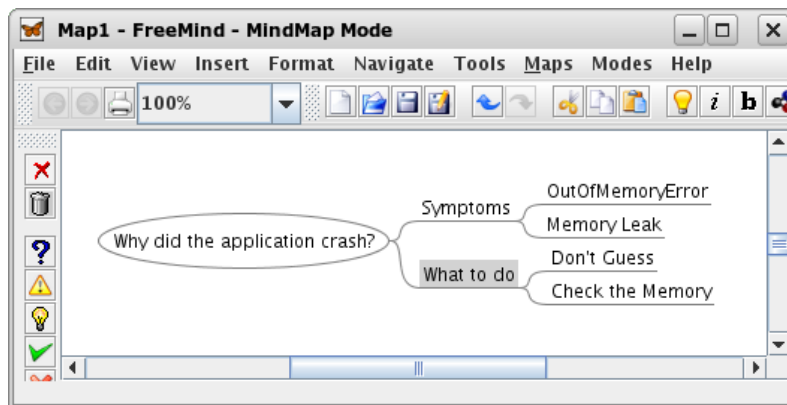 Map1 - FreeMind - MindMap Mode
File Edit View Insert Format Navigate Tools Maps Modes Help
100%
i b
Symptoms
OutOfMemoryError
Memory Leak
Why did the application crash?
What to do
Don't Guess
Check the Memory